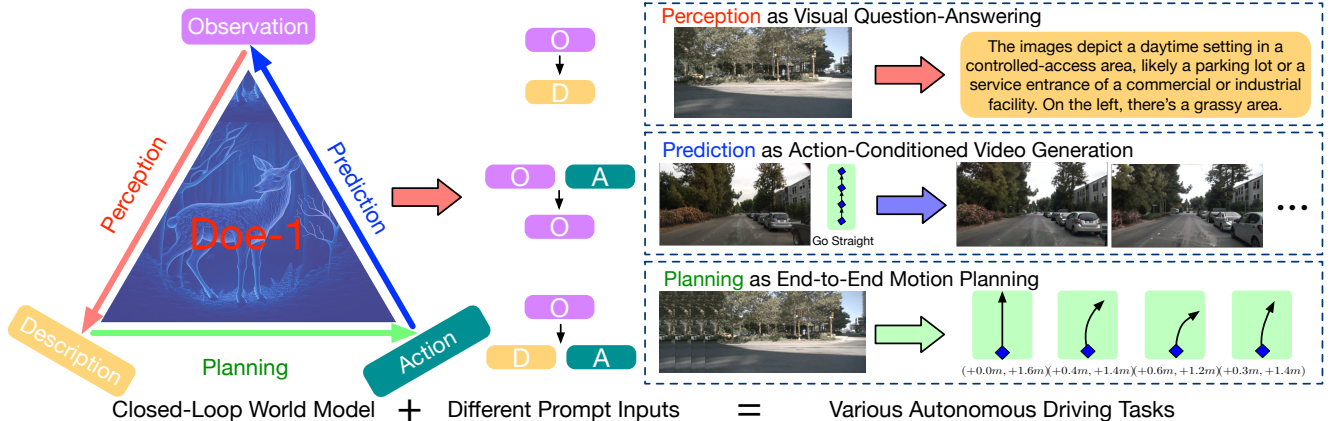 Observation
Perception
Prediction
Doe-1
Description
Planning
Action
O
D
O A
O
O
D A
Perception as Visual Question-Answering
The images depict a daytime setting in a
controlled-access area, likely a parking lot or a
service entrance of a commercial or industrial
facility. On the left, there's a grassy area.
Prediction as Action-Conditioned Video Generation
Go Straight
...
Planning as End-to-End Motion Planning
(+0.0m, +1.6m)(+0.4m, +1.4m)(+0.6m, +1.2m)(+0.3m, +1.4m)
Closed-Loop World Model + Different Prompt Inputs = Various Autonomous Driving Tasks